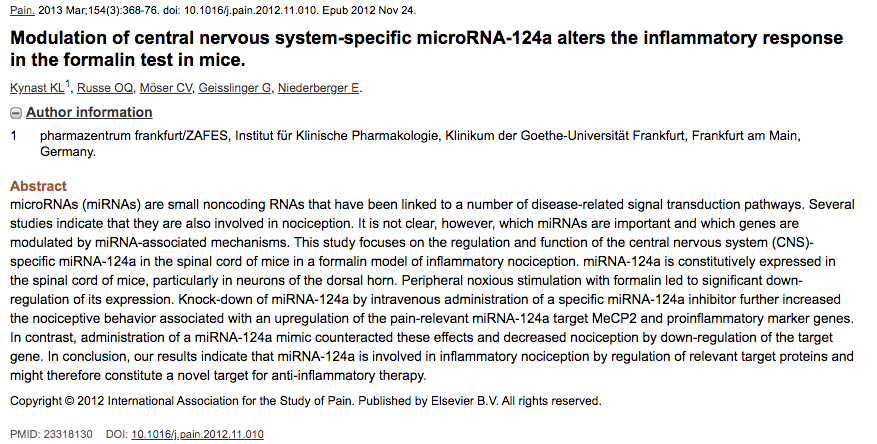 Pain. 2013 Mar;154(3):368-76. doi: 10.1016/j.pain.2012.11.010. Epub 2012 Nov 24.
Modulation of central nervous system-specific microRNA-124a alters the inflammatory response
in the formalin test in mice.
Kynast KL1, Russe OQ, Möser CV, Geisslinger G, Niederberger E.
Author information
1 pharmazentrum frankfurt/ZAFES, Institut für Klinische Pharmakologie, Klinikum der Goethe-Universität Frankfurt, Frankfurt am Main,
Germany.
Abstract
microRNAs (miRNAs) are small noncoding RNAs that have been linked to a number of disease-related signal transduction pathways. Several
studies indicate that they are also involved in nociception. It is not clear, however, which miRNAs are important and which genes are
modulated by miRNA-associated mechanisms. This study focuses on the regulation and function of the central nervous system (CNS)-
specific miRNA-124a in the spinal cord of mice in a formalin model of inflammatory nociception. miRNA-124a is constitutively expressed in
the spinal cord of mice, particularly in neurons of the dorsal horn. Peripheral noxious stimulation with formalin led to significant down-
regulation of its expression. Knock-down of miRNA-124a by intravenous administration of a specific miRNA-124a inhibitor further increased
the nociceptive behavior associated with an upregulation of the pain-relevant miRNA-124a target MeCP2 and proinflammatory marker genes.
In contrast, administration of a miRNA-124a mimic counteracted these effects and decreased nociception by down-regulation of the target
gene. In conclusion, our results indicate that miRNA-124a is involved in inflammatory nociception by regulation of relevant target proteins and
might therefore constitute a novel target for anti-inflammatory therapy.
Copyright © 2012 International Association for the Study of Pain. Published by Elsevier B.V. All rights reserved.
PMID: 23318130 DOI: 10.1016/j.pain.2012.11.010